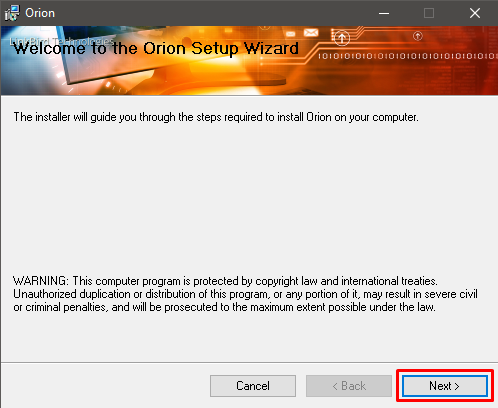 Orion
LinkBird Technologies
Welcome to the Orion Setup Wizard
1010101010101010101
The installer will guide you through the steps required to install Orion on your computer.
WARNING: This computer program is protected by copyright law and international treaties.
Unauthorized duplication or distribution of this program, or any portion of it, may result in severe civil
or criminal penalties, and will be prosecuted to the maximum extent possible under the law.
Cancel
< Back
Next >